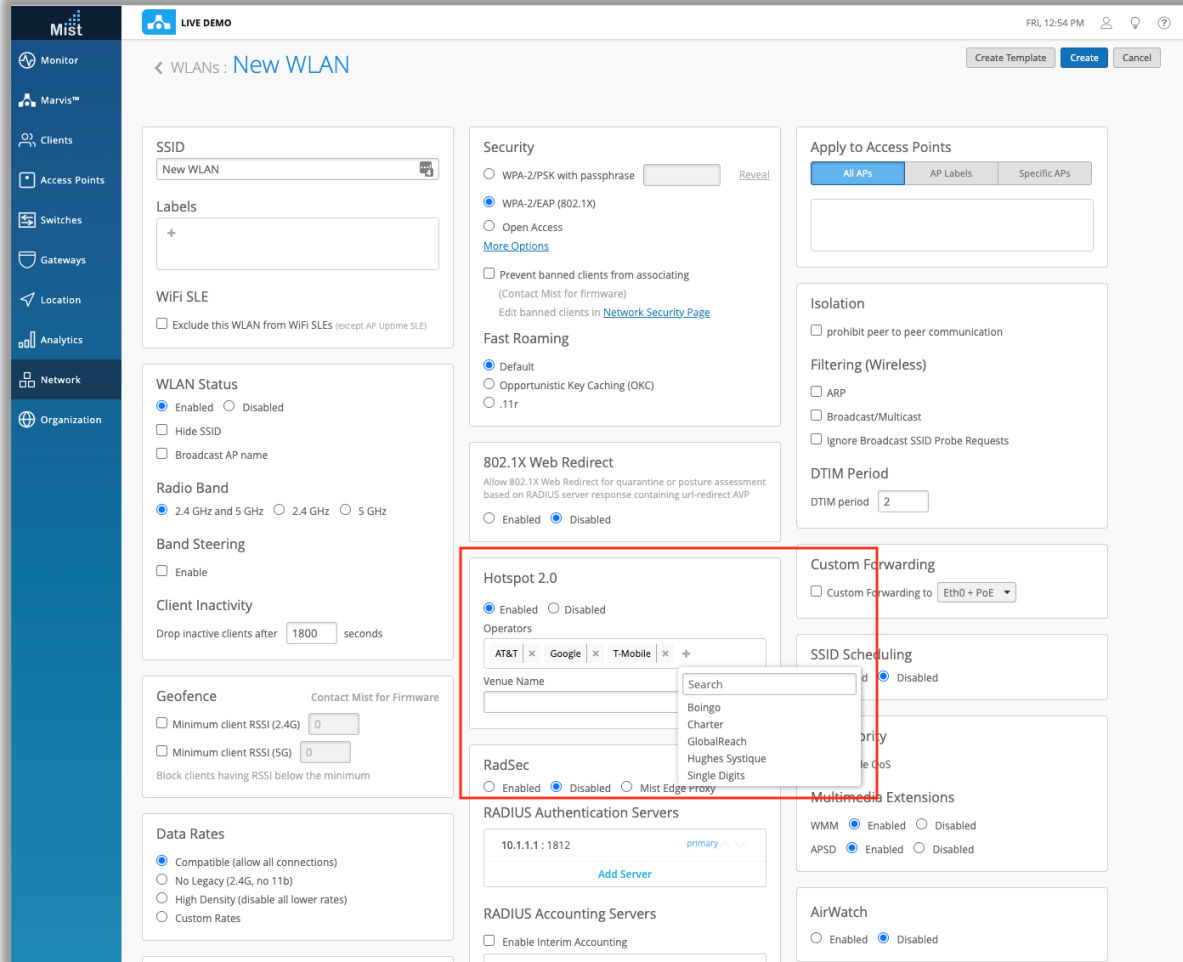 Mist
LIVE DEMO
FRI, 12:54 PM
?
Monitor
Marvis™
Clients
Access Points
Switches
Gateways
Location
Analytics
Network
Organization
< WLANs : New WLAN
Create Template
Create
Cancel
SSID
New WLAN
Labels
+
WiFi SLE
Exclude this WLAN from WiFi SLEs (except AP Uptime SLE)
WLAN Status
Enabled Disabled
Hide SSID
Broadcast AP name
Radio Band
2.4 GHz and 5 GHz 2.4 GHz 5 GHz
Band Steering
Enable
Client Inactivity
Drop inactive clients after 1800 seconds
Geofence Contact Mist for Firmware
Minimum client RSSI (2.4G) 0
Minimum client RSSI (5G) 0
Block clients having RSSI below the minimum
Data Rates
Compatible (allow all connections)
No Legacy (2.4G, no 11b)
High Density (disable all lower rates)
Custom Rates
Security
WPA-2/PSK with passphrase Reveal
WPA-2/EAP (802.1X)
Open Access
More Options
Prevent banned clients from associating
(Contact Mist for firmware)
Edit banned clients in Network Security Page
Fast Roaming
Default
Opportunistic Key Caching (OKC)
.11r
802.1X Web Redirect
Allow 802.1X Web Redirect for quarantine or posture assessment
based on RADIUS server response containing url-redirect AVP
Enabled Disabled
Hotspot 2.0
Enabled Disabled
Operators
AT&T × Google × T-Mobile × +
Venue Name
Search
Boingo
Charter
GlobalReach
Hughes Systique
Single Digits
RadSec
Enabled Disabled Mist Edge Proxy
RADIUS Authentication Servers
10.1.1.1 : 1812 primary
Add Server
RADIUS Accounting Servers
Enable Interim Accounting
Apply to Access Points
All APs AP Labels Specific APs
Isolation
prohibit peer to peer communication
Filtering (Wireless)
ARP
Broadcast/Multicast
Ignore Broadcast SSID Probe Requests
DTIM Period
DTIM period 2
Custom Forwarding
Custom Forwarding to Eth0 + PoE
SSID Scheduling
Disabled
QoS
Multimedia Extensions
WMM Enabled Disabled
APSD Enabled Disabled
AirWatch
Enabled Disabled